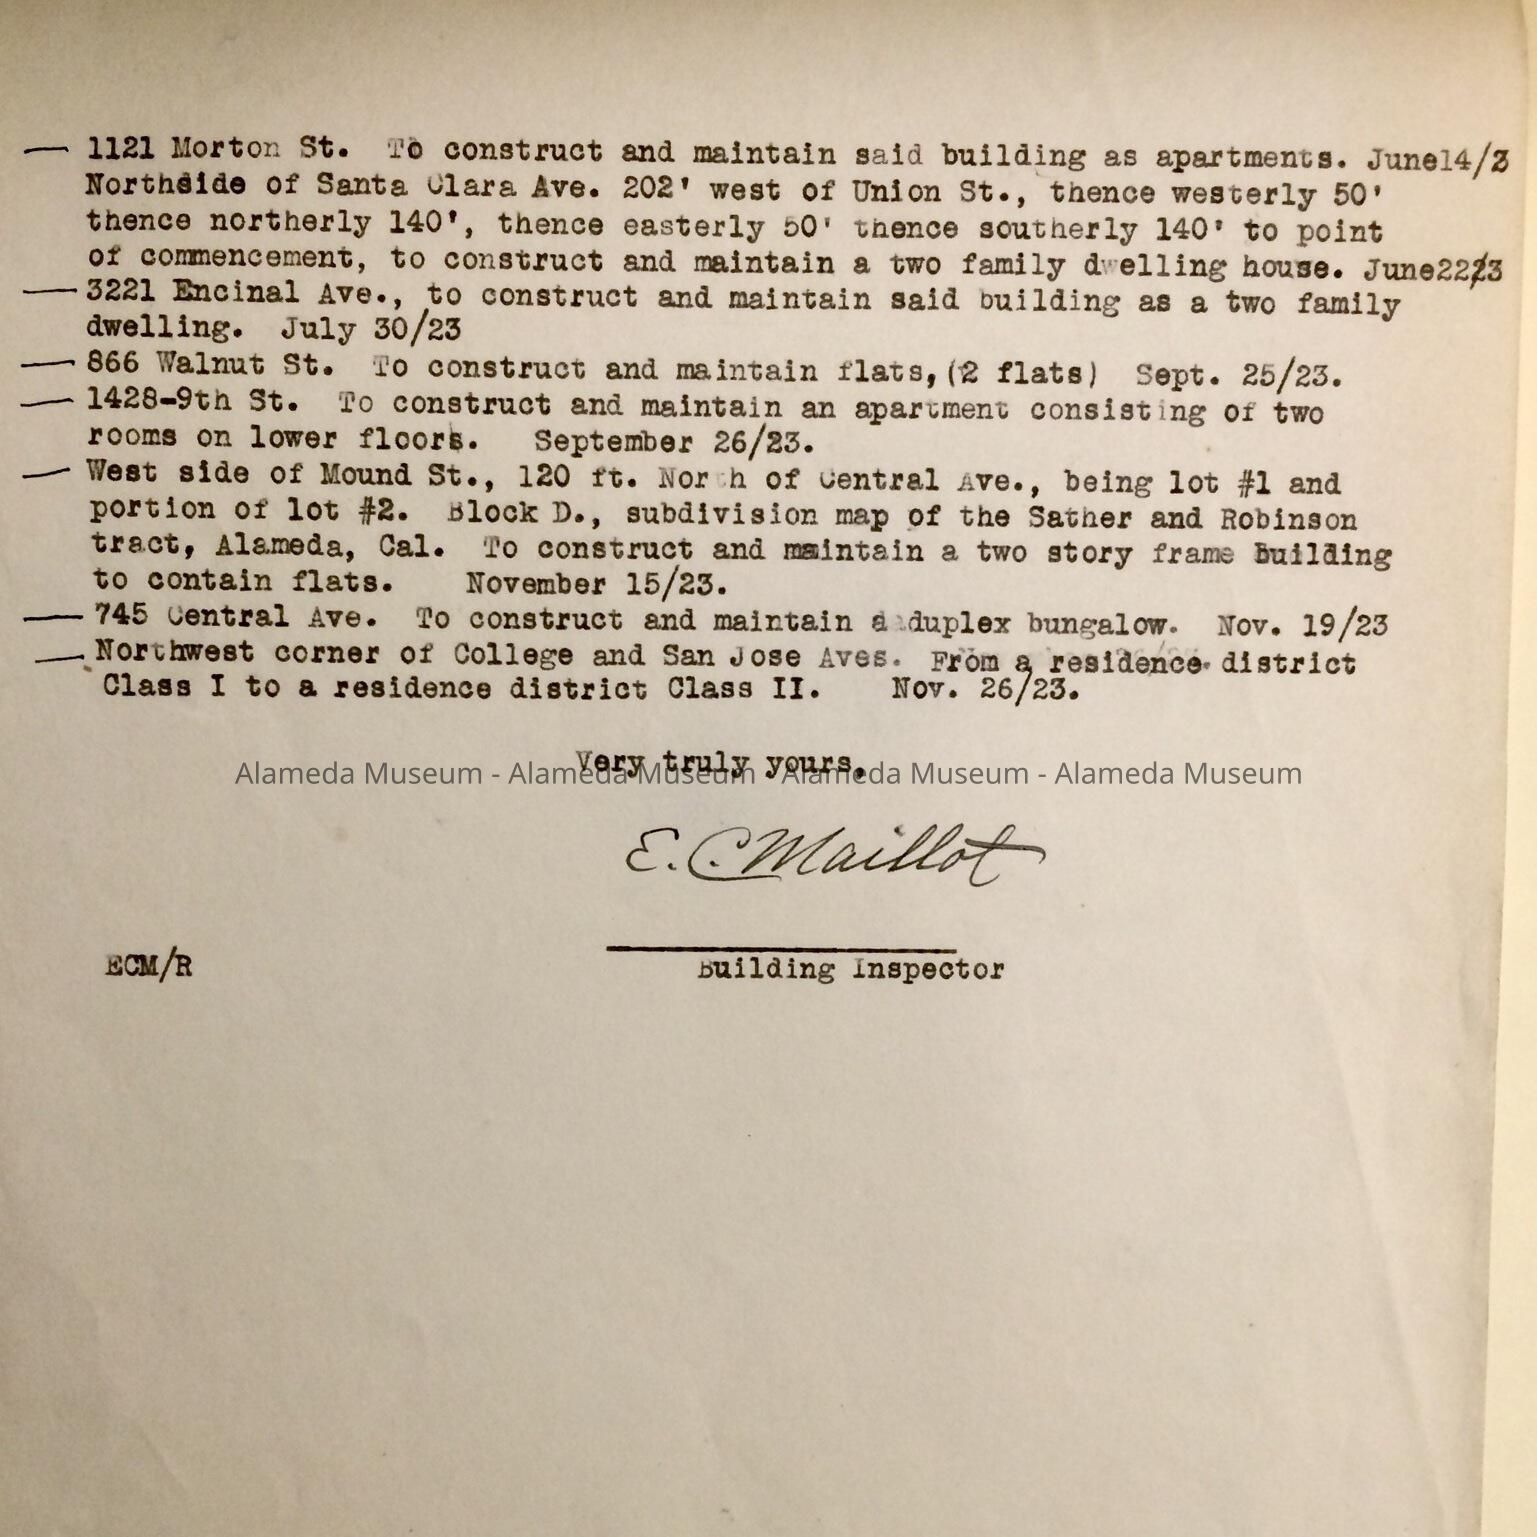 — 1121 Morton St. To construct and maintain said building as apartments. June14/3
Northside of Santa Clara Ave. 202' west of Union St., thence westerly 50'
thence northerly 140', thence easterly 50' thence southerly 140' to point
of commencement, to construct and maintain a two family dwelling house. June22/3
— 3221 Encinal Ave., to construct and maintain said building as a two family
dwelling. July 30/23
— 866 Walnut St. To construct and maintain flats,(2 flats) Sept. 25/23.
— 1428-9th St. To construct and maintain an apartment consisting of two
rooms on lower floors. September 26/23.
— West side of Mound St., 120 ft. Nor h of Central Ave., being lot #1 and
portion of lot #2. Block D., subdivision map of the Sather and Robinson
tract, Alameda, Cal. To construct and maintain a two story frame building
to contain flats. November 15/23.
— 745 Central Ave. To construct and maintain a duplex bungalow. Nov. 19/23
— Northwest corner of College and San Jose Aves. From a residence district
Class I to a residence district Class II. Nov. 26/23.
Very truly yours,
Alameda Museum - Alameda Museum - Alameda Museum - Alameda Museum
E. C. Maillot
ECM/R
Building Inspector